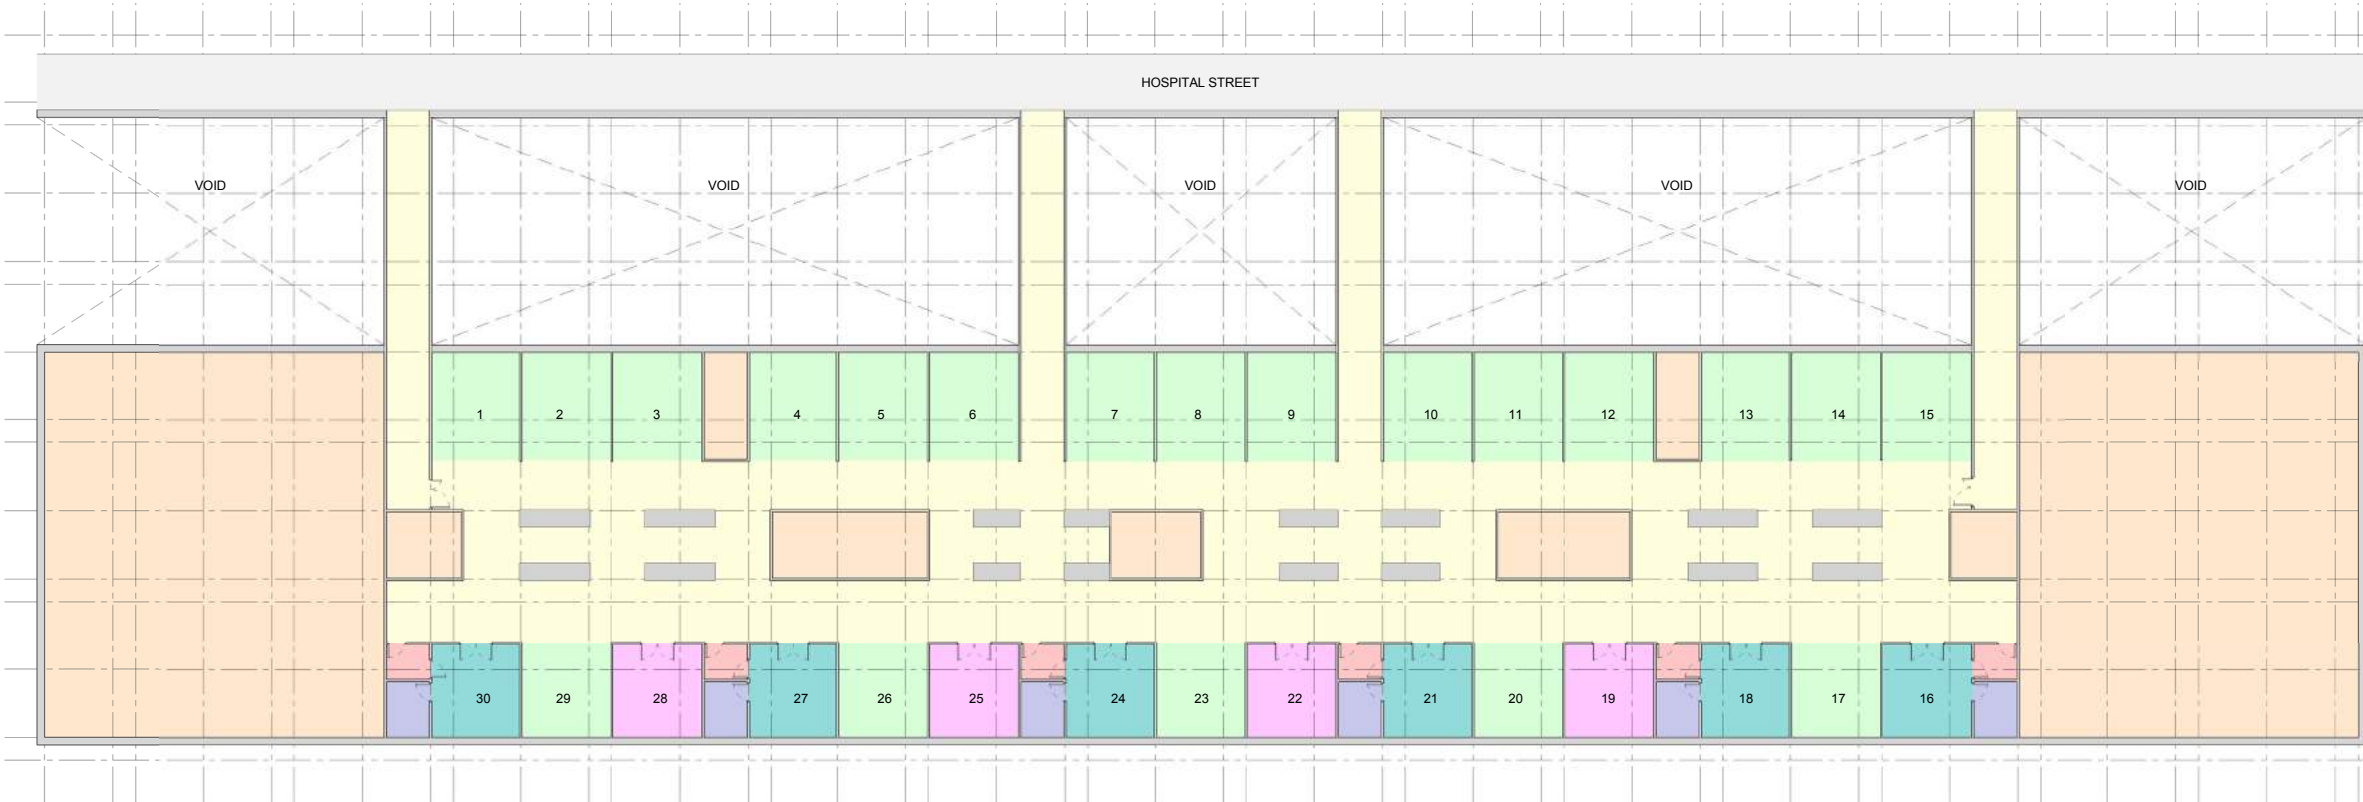 HOSPITAL STREET
VOID VOID VOID VOID VOID
1 2 3 4 5 6 7 8 9 10 11 12 13 14 15
30 29 28 27 26 25 24 23 22 21 20 19 18 17 16